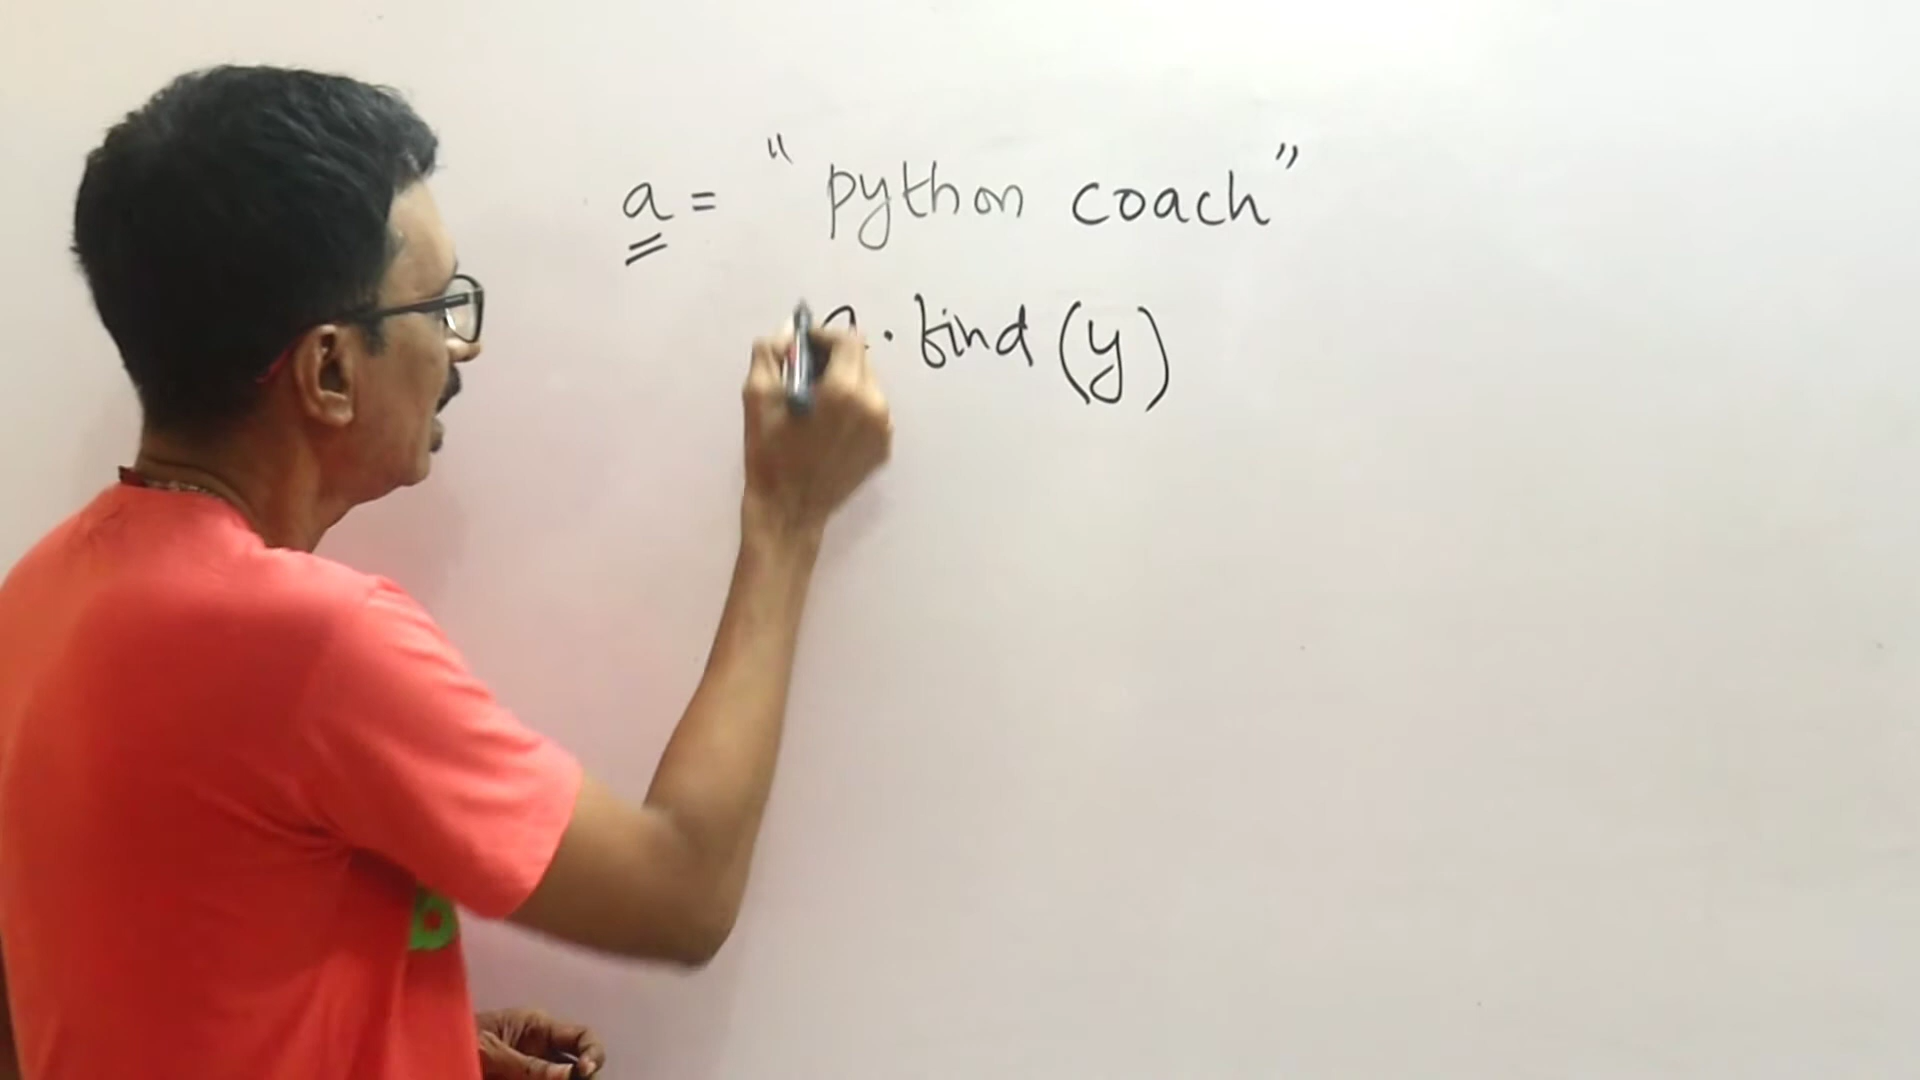 a = "python coach"
a.find(y)